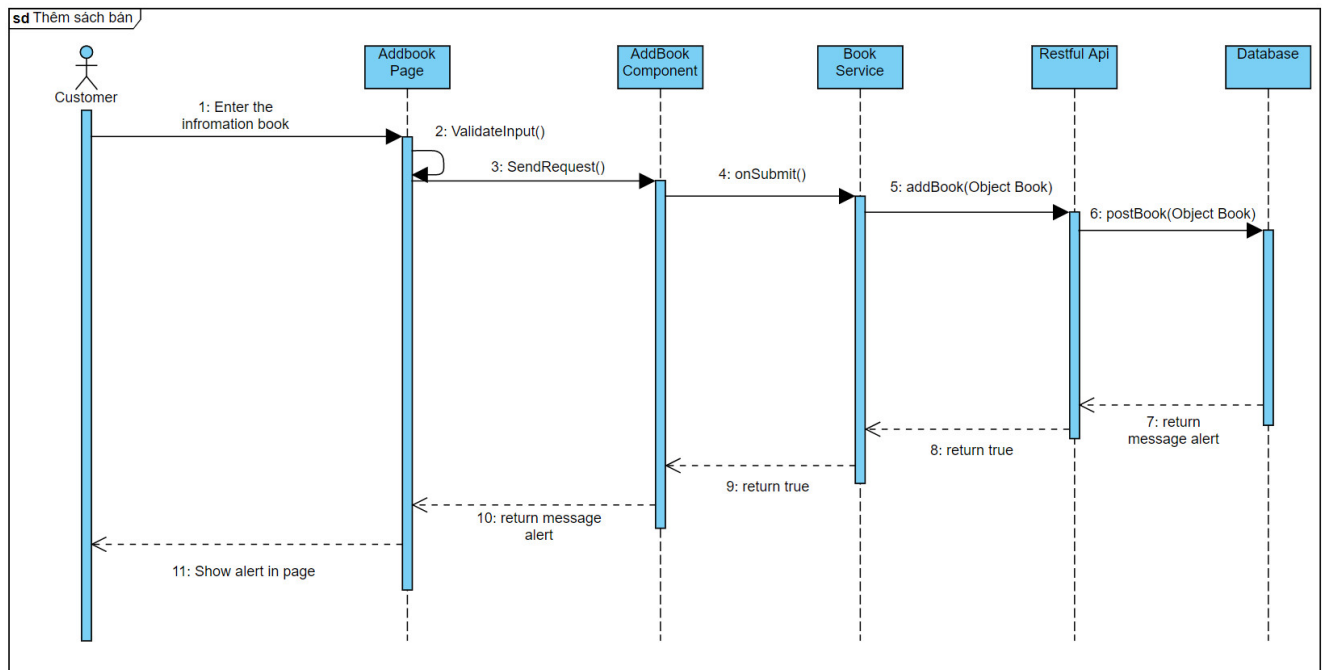 sd Thêm sách bán
Customer
Addbook
Page
AddBook
Component
Book
Service
Restful Api
Database
1: Enter the
infromation book
2: ValidateInput()
3: SendRequest()
4: onSubmit()
5: addBook(Object Book)
6: postBook(Object Book)
7: return
message alert
8: return true
9: return true
10: return message
alert
11: Show alert in page